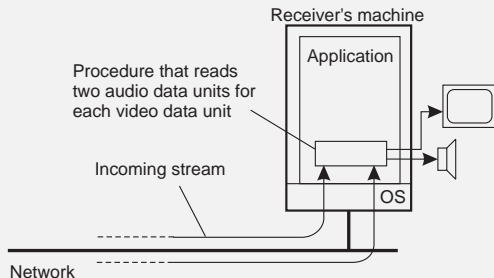 Receiver's machine
Application
Procedure that reads
two audio data units for
each video data unit
Incoming stream
OS
Network